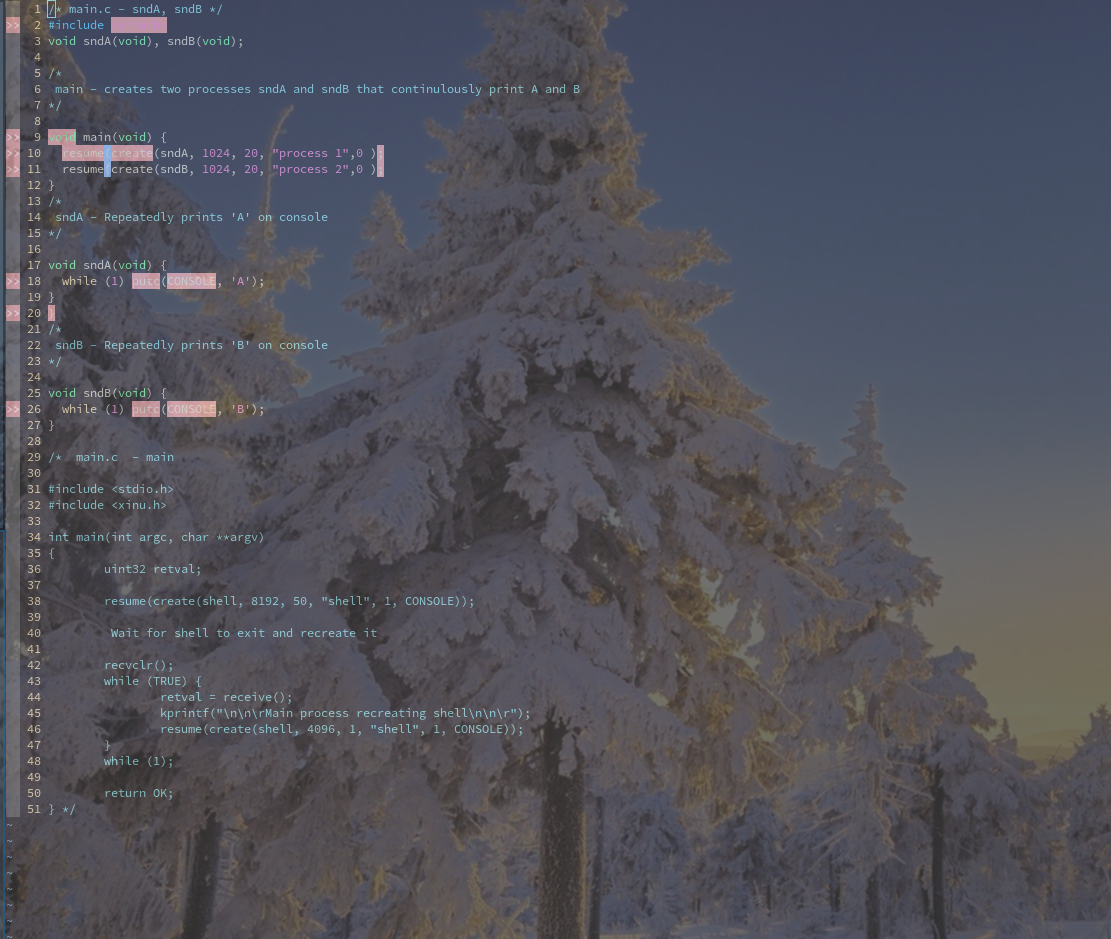 1 /* main.c - sndA, sndB */
>> 2 #include
3 void sndA(void), sndB(void);
4
5 /*
6 main - creates two processes sndA and sndB that continulously print A and B
7 */
8
>> 9 void main(void) {
>> 10 resume(create(sndA, 1024, 20, "process 1",0 );
>> 11 resume(create(sndB, 1024, 20, "process 2",0 );
12 }
13 /*
14 sndA - Repeatedly prints 'A' on console
15 */
16
17 void sndA(void) {
>> 18 while (1) putc(CONSOLE, 'A');
19 }
>> 20 }
21 /*
22 sndB - Repeatedly prints 'B' on console
23 */
24
25 void sndB(void) {
>> 26 while (1) putc(CONSOLE, 'B');
27 }
28
29 /* main.c - main
30
31 #include <stdio.h>
32 #include <xinu.h>
33
34 int main(int argc, char **argv)
35 {
36 uint32 retval;
37
38 resume(create(shell, 8192, 50, "shell", 1, CONSOLE));
39
40 Wait for shell to exit and recreate it
41
42 recvclr();
43 while (TRUE) {
44 retval = receive();
45 kprintf("\n\n\rMain process recreating shell\n\n\r");
46 resume(create(shell, 4096, 1, "shell", 1, CONSOLE));
47 }
48 while (1);
49
50 return OK;
51 } */
~
~
~
~
~
~
~
~